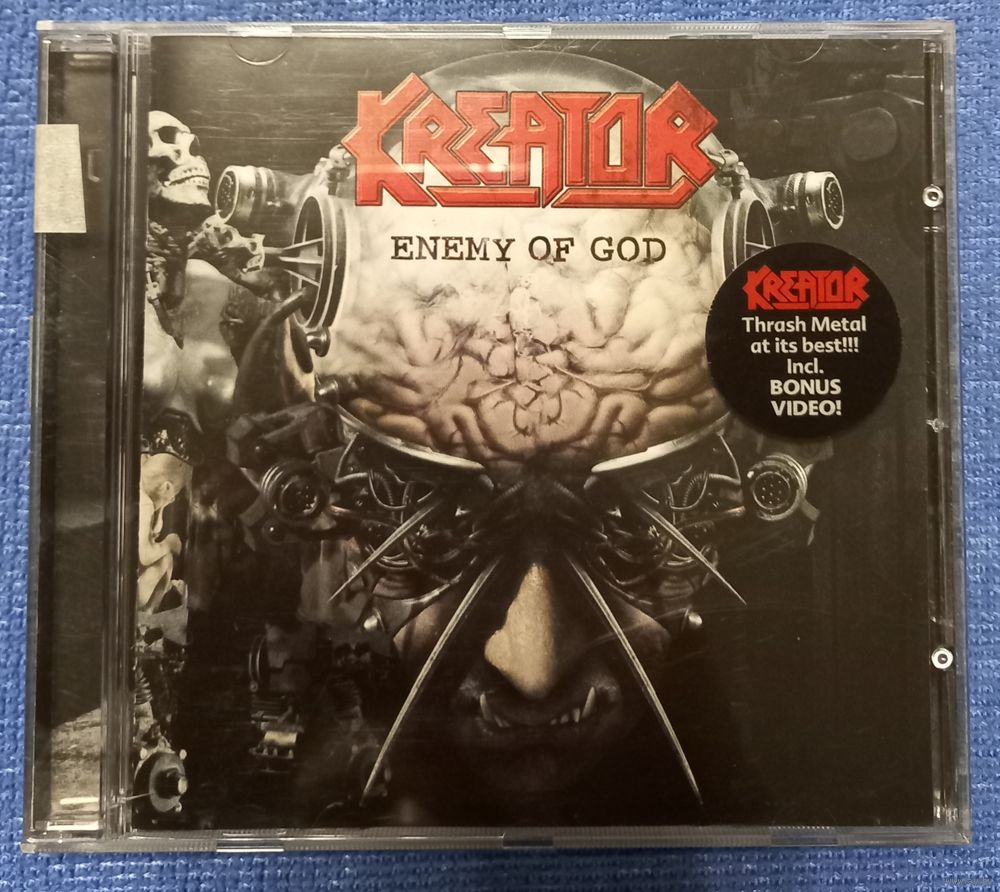 KREATOR
ENEMY OF GOD
KREATOR
Thrash Metal
at its best!!!
Incl.
BONUS
VIDEO!